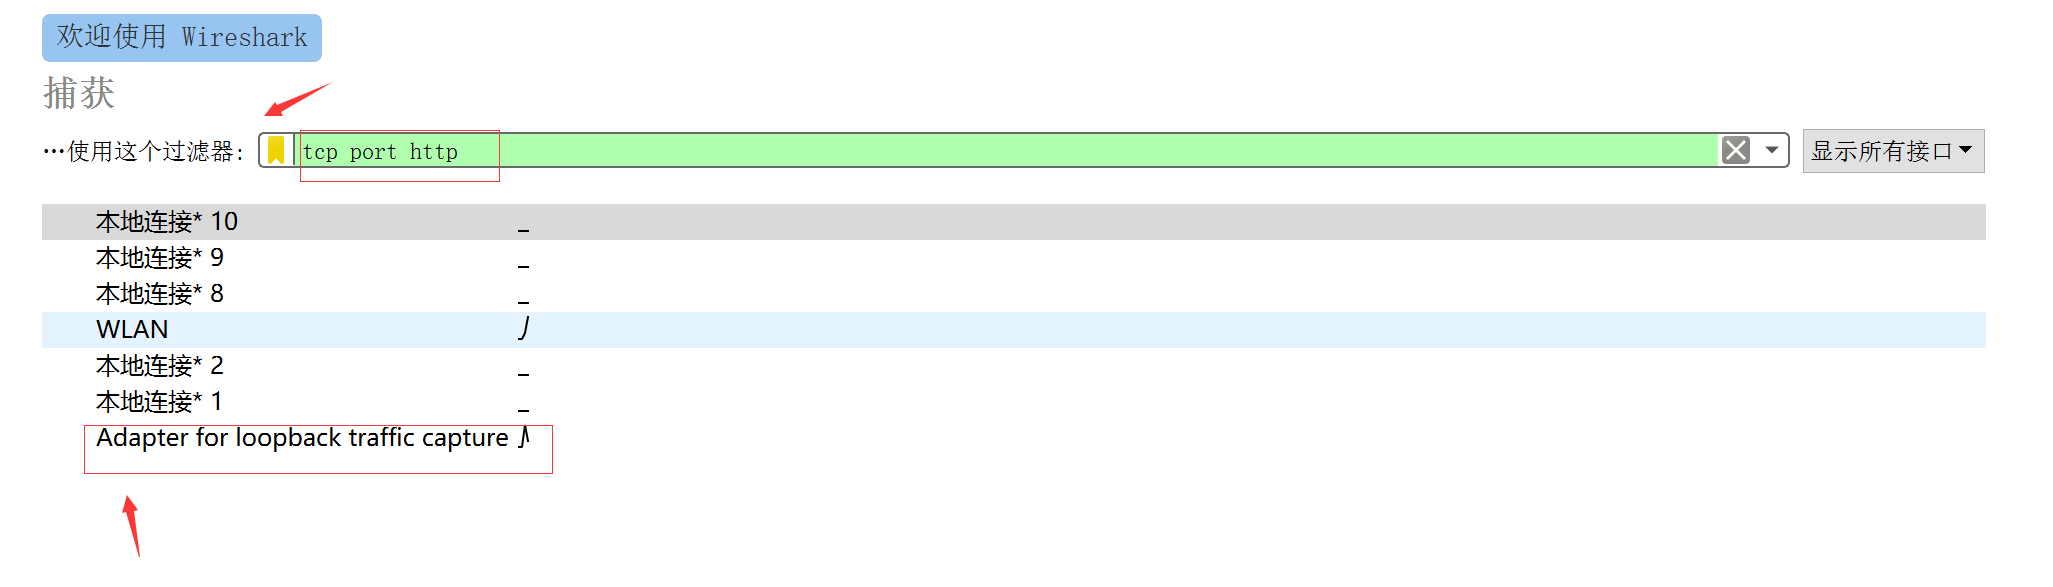 欢迎使用 Wireshark
捕获
…使用这个过滤器： tcp port http 显示所有接口
本地连接* 10
本地连接* 9
本地连接* 8
WLAN
本地连接* 2
本地连接* 1
Adapter for loopback traffic capture